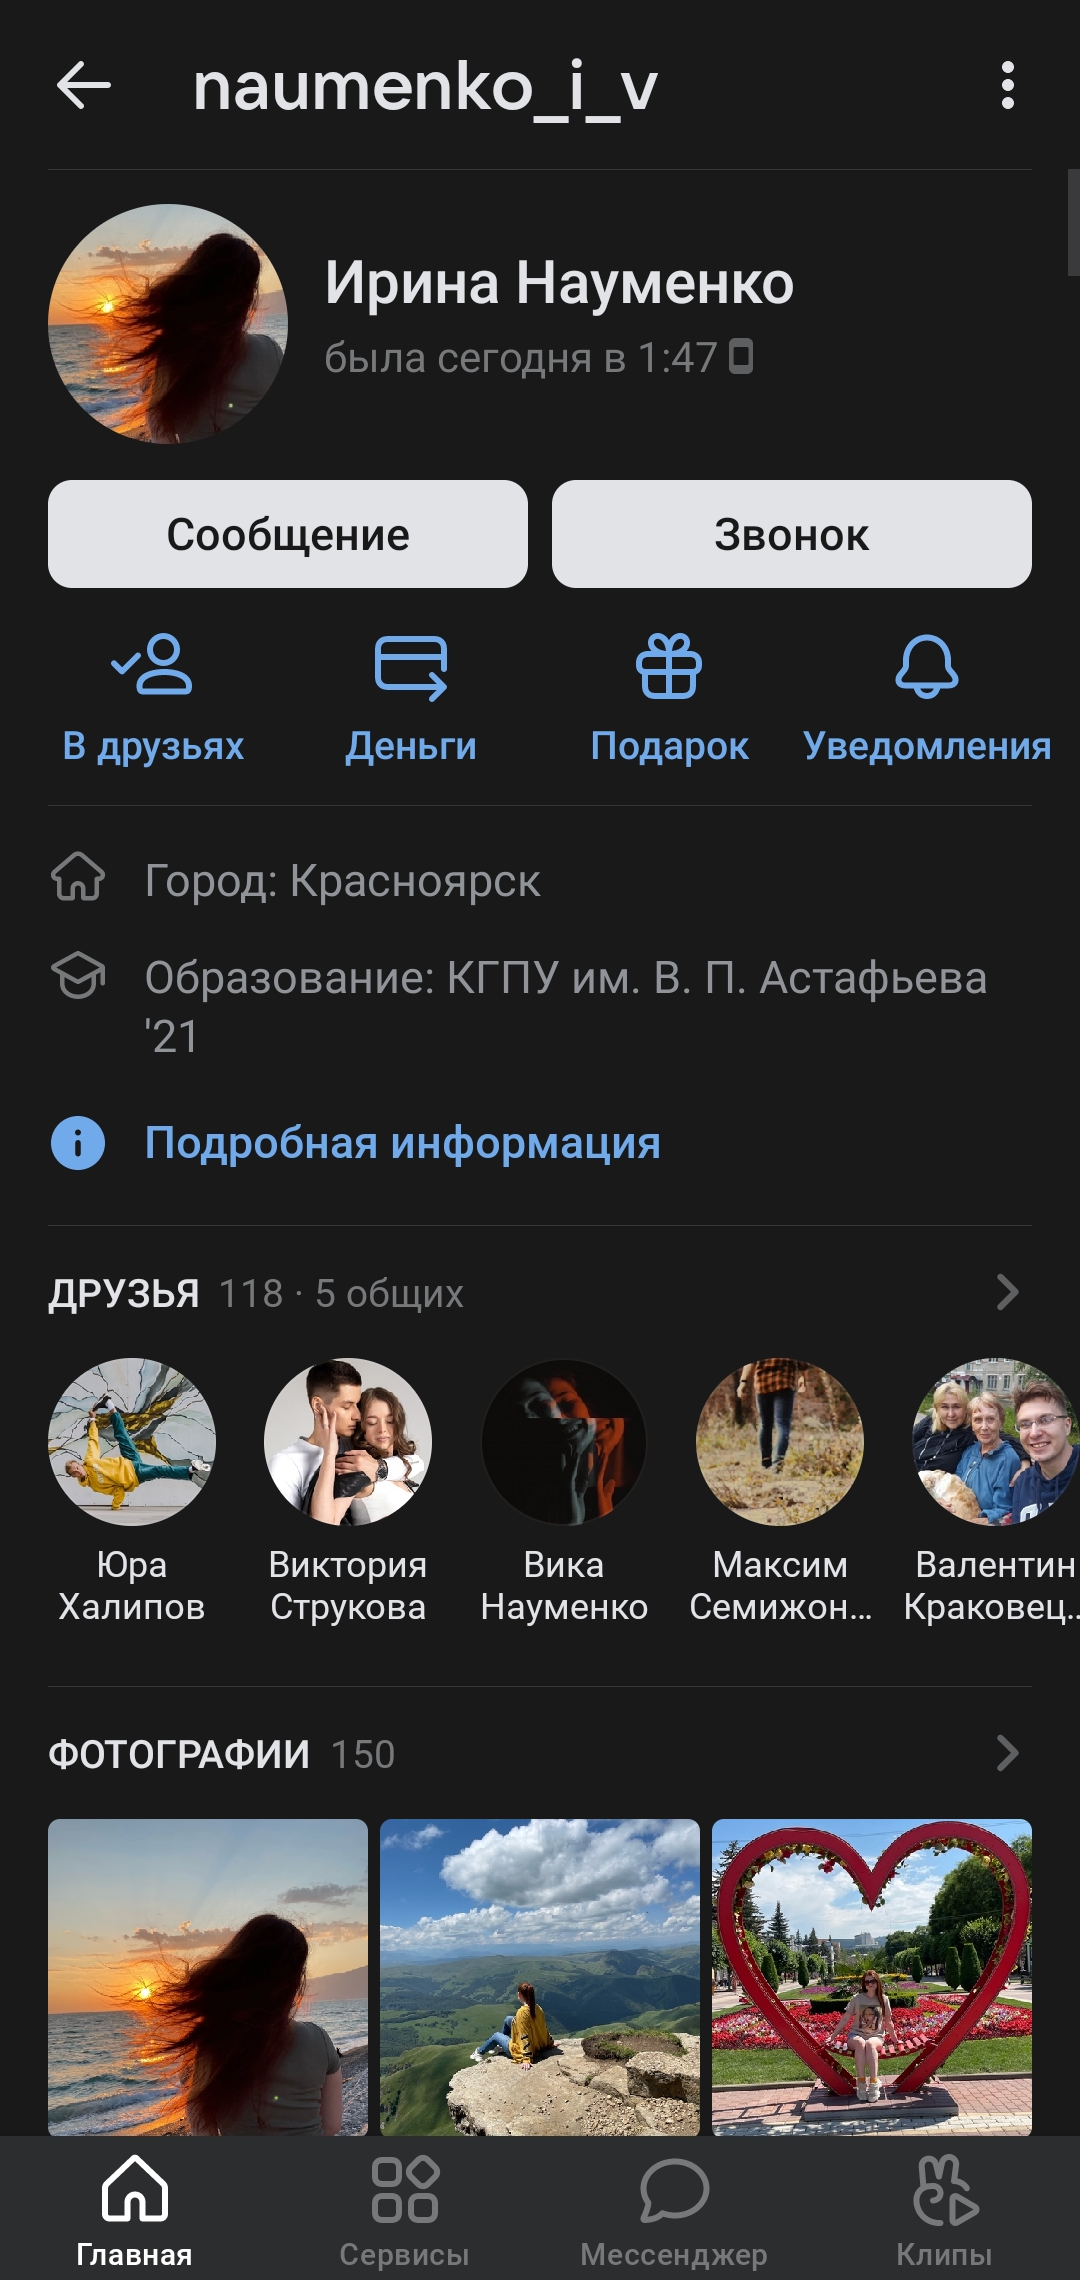 naumenko_i_v
Ирина Науменко
была сегодня в 1:47
Сообщение
Звонок
В друзьях
Деньги
Подарок
Уведомления
Город: Красноярск
Образование: КГПУ им. В. П. Астафьева
'21
Подробная информация
ДРУЗЬЯ 118 · 5 общих
Юра
Халипов
Виктория
Струкова
Вика
Науменко
Максим
Семижон...
Валентин
Краковец...
ФОТОГРАФИИ 150
Главная
Сервисы
Мессенджер
Клипы